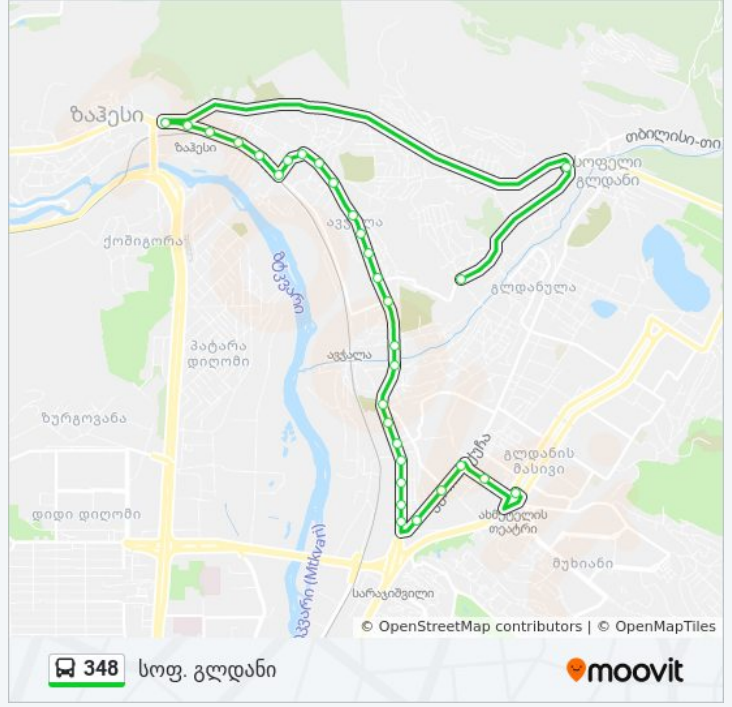 ზაჰესი
ზაჰესი
თბილისი-თი
სოფელი
გლდანი
ქოშიგორა
მტკვარი
გლდანულა
პატარა
დიღომი
ავჭალა
ზურგოვანა
გლდანის
მასივი
დიდი დიღომი
ახმეტელის
თეატრი
მუხიანი
სარაჯიშვილი
(Mtkvari)
© OpenStreetMap contributors | © OpenMapTiles
348 სოფ. გლდანი
moovit